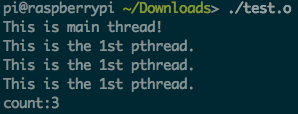 pi@raspberrypi ~/Downloads> ./test.o
This is main thread!
This is the 1st pthread.
This is the 1st pthread.
This is the 1st pthread.
count:3